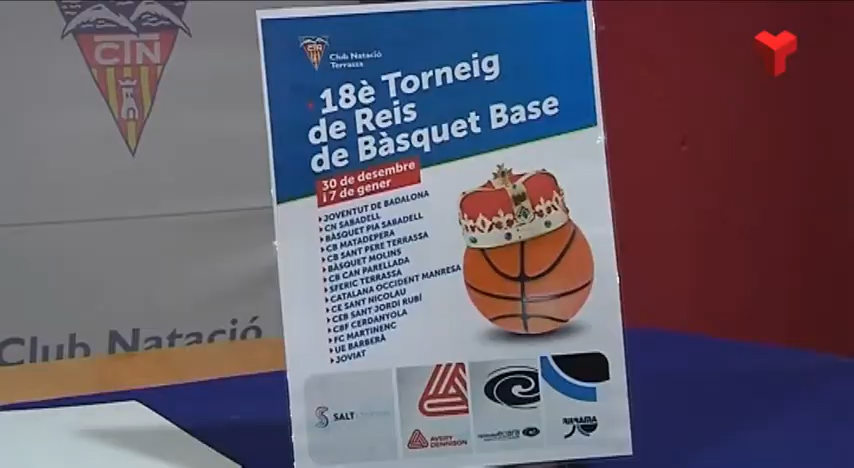 CTN
Club Natació
CTN
Club Natació
Terrassa
18è Torneig
de Reis
de Bàsquet Base
30 de desembre
i 7 de gener
JOVENTUT DE BADALONA
CN SABADELL
BÀSQUET PIA SABADELL
CB MATADEPERA
CB SANT PERE TERRASSA
BÀSQUET MOLINS
CB CAN PARELLADA
SFERIC TERRASSA
CATALANA OCCIDENT MANRESA
CE SANT NICOLAU
CEB SANT JORDI RUBÍ
CBF CERDANYOLA
FC MARTINENC
UE BARBERÀ
JOVIAT
SALT
AVERY
DENNISON